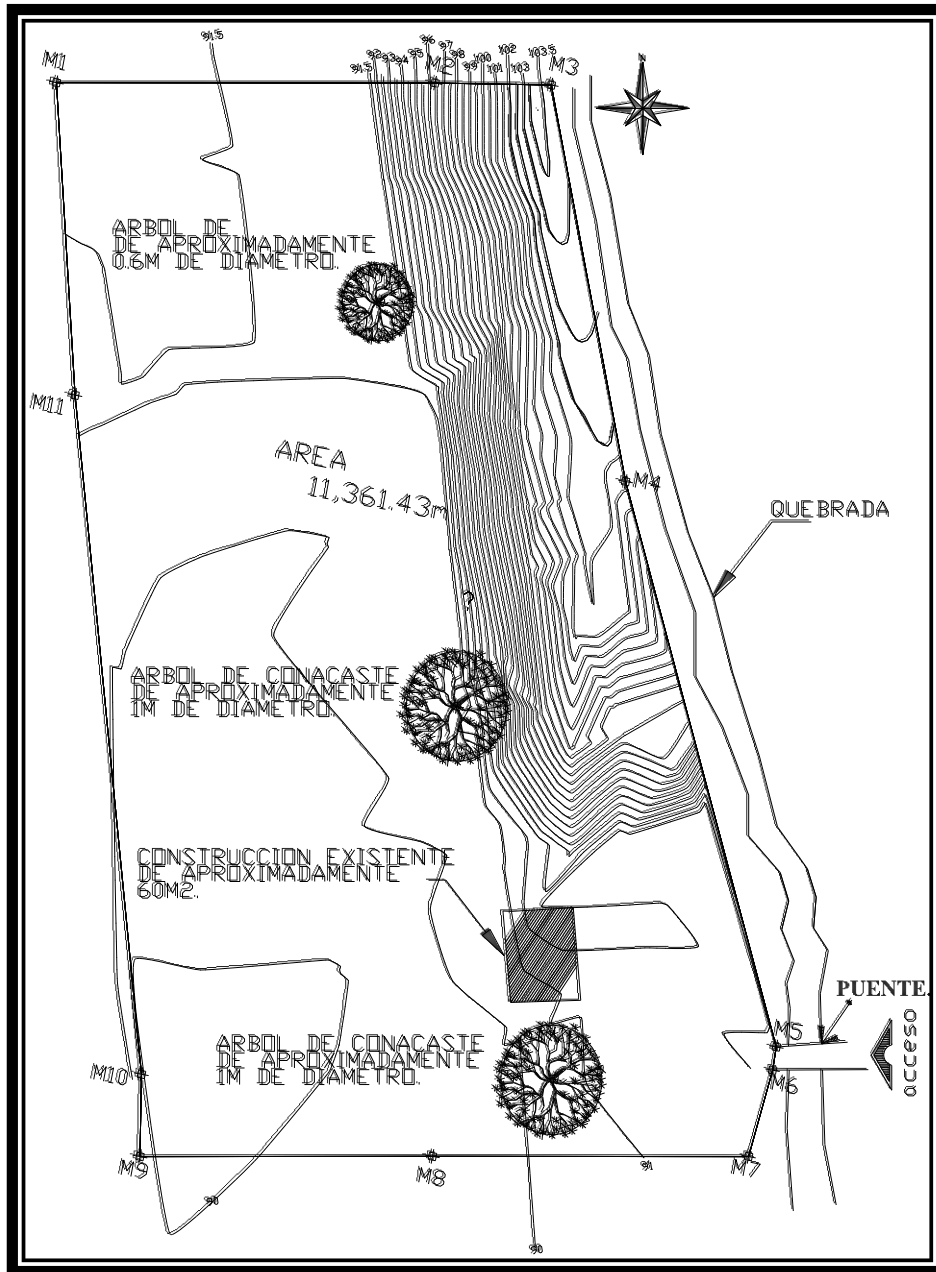 91.5
M1
91.5
92
93
94
95
96
M2
97
98
99
100
101
102
103
103.5
M3
N
ARBOL DE
DE APROXIMADAMENTE
0.6M DE DIAMETRO.
M11
AREA
11,361.43m
M4
QUEBRADA
?
ARBOL DE CONACASTE
DE APROXIMADAMENTE
1M DE DIAMETRO.
CONSTRUCCION EXISTENTE
DE APROXIMADAMENTE
60M2.
PUENTE.
acceso
M5
ARBOL DE CONACASTE
DE APROXIMADAMENTE
1M DE DIAMETRO.
M10
M6
M9
M8
91
M7
90